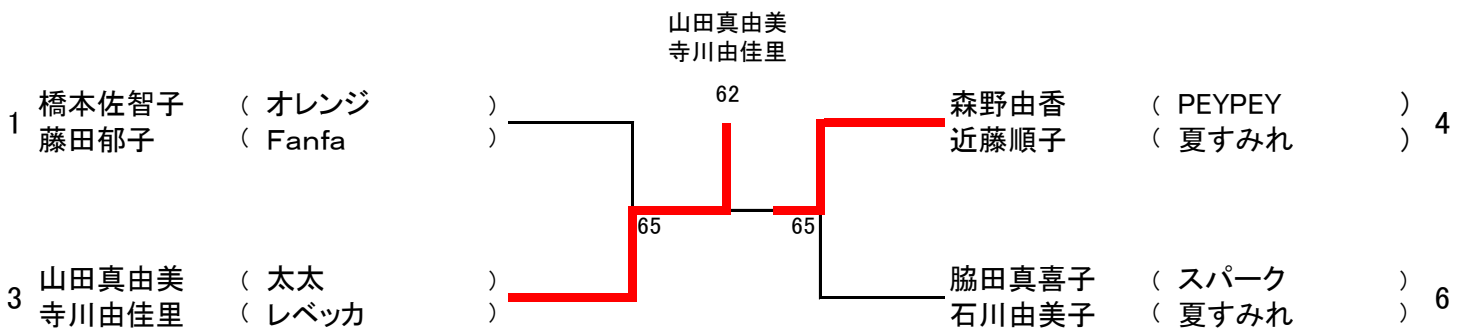 山田真由美
寺川由佳里
62
1 橋本佐智子 ( オレンジ )
藤田郁子 ( Fanfa )
森野由香 ( PEYPEY ) 4
近藤順子 ( 夏すみれ )
65
65
3 山田真由美 ( 太太 )
寺川由佳里 ( レベッカ )
脇田真喜子 ( スパーク ) 6
石川由美子 ( 夏すみれ )